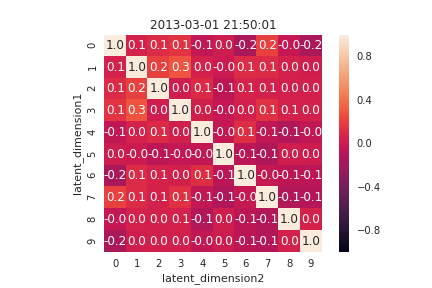 2013-03-01 21:50:01
0 1.0 0.1 0.1 0.1 -0.1 0.0 -0.2 0.2 -0.0 -0.2
1 0.1 1.0 0.2 0.3 0.0 -0.0 0.1 0.1 0.0 0.0
2 0.1 0.2 1.0 0.0 0.1 -0.1 0.1 0.1 0.0 0.0
3 0.1 0.3 0.0 1.0 0.0 -0.0 0.0 0.1 0.1 0.0
4 -0.1 0.0 0.1 0.0 1.0 -0.0 0.1 -0.1 -0.1 -0.0
5 0.0 -0.0 -0.1 -0.0 -0.0 1.0 -0.1 -0.1 0.0 0.0
6 -0.2 0.1 0.1 0.0 0.1 -0.1 1.0 -0.0 -0.1 -0.1
7 0.2 0.1 0.1 0.1 -0.1 -0.1 -0.0 1.0 -0.1 -0.1
8 -0.0 0.0 0.0 0.1 -0.1 0.0 -0.1 -0.1 1.0 0.0
9 -0.2 0.0 0.0 0.0 -0.0 0.0 -0.1 -0.1 0.0 1.0
0 1 2 3 4 5 6 7 8 9
latent_dimension2
latent_dimension1
0.8
0.4
0.0
-0.4
-0.8